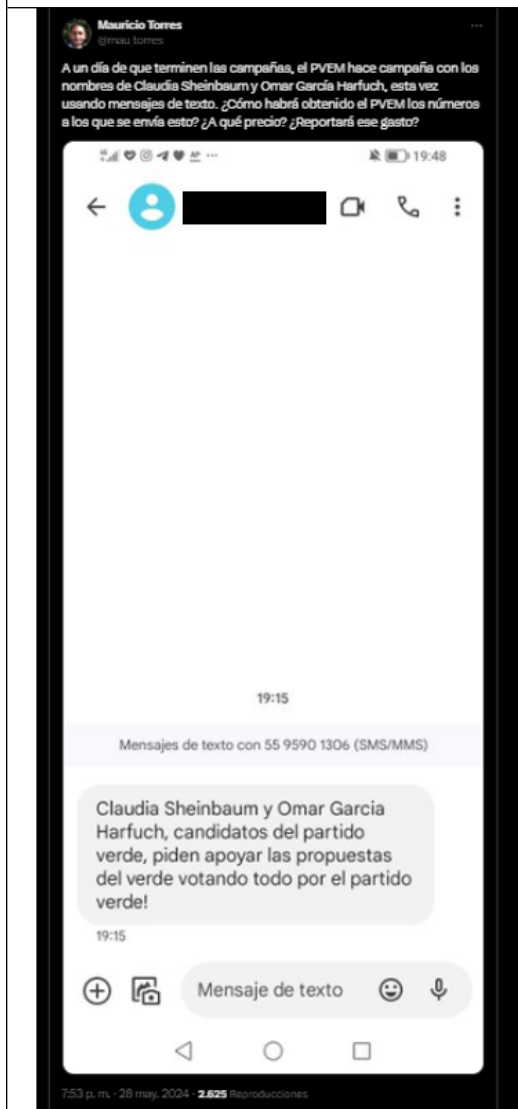 Mauricio Torres
@mau_torres
A un día de que terminen las campañas, el PVEM hace campaña con los
nombres de Claudia Sheinbaum y Omar García Harfuch, esta vez
usando mensajes de texto. ¿Cómo habrá obtenido el PVEM los números
a los que se envía esto? ¿A qué precio? ¿Reportará ese gasto?
19:48
19:15
Mensajes de texto con 55 9590 1306 (SMS/MMS)
Claudia Sheinbaum y Omar Garcia
Harfuch, candidatos del partido
verde, piden apoyar las propuestas
del verde votando todo por el partido
verde!
19:15
Mensaje de texto
7:53 p. m. · 28 may. 2024 · 2.625 Reproducciones